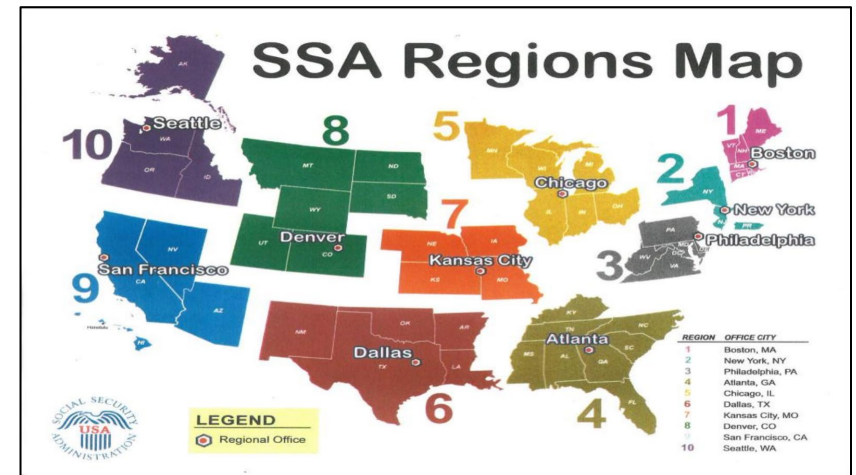 SSA Regions Map
AK
10
Seattle
WA
OR
ID
8
MT
ND
SD
WY
UT
Denver
CO
5
MN
WI
MI
Chicago
IL
IN
OH
1
ME
VT
NH
MA
CT
Boston
2
NY
New York
NJ
PR
Philadelphia
PA
3
WV
VA
DC
7
NE
IA
Kansas City
KS
MO
9
NV
San Francisco
CA
AZ
Honolulu
HI
NM
OK
AR
Dallas
TX
LA
6
KY
TN
NC
Atlanta
SC
MS
AL
GA
FL
4
REGION OFFICE CITY
1 Boston, MA
2 New York, NY
3 Philadelphia, PA
4 Atlanta, GA
5 Chicago, IL
6 Dallas, TX
7 Kansas City, MO
8 Denver, CO
9 San Francisco, CA
10 Seattle, WA
SOCIAL SECURITY
USA
ADMINISTRATION
LEGEND
Regional Office